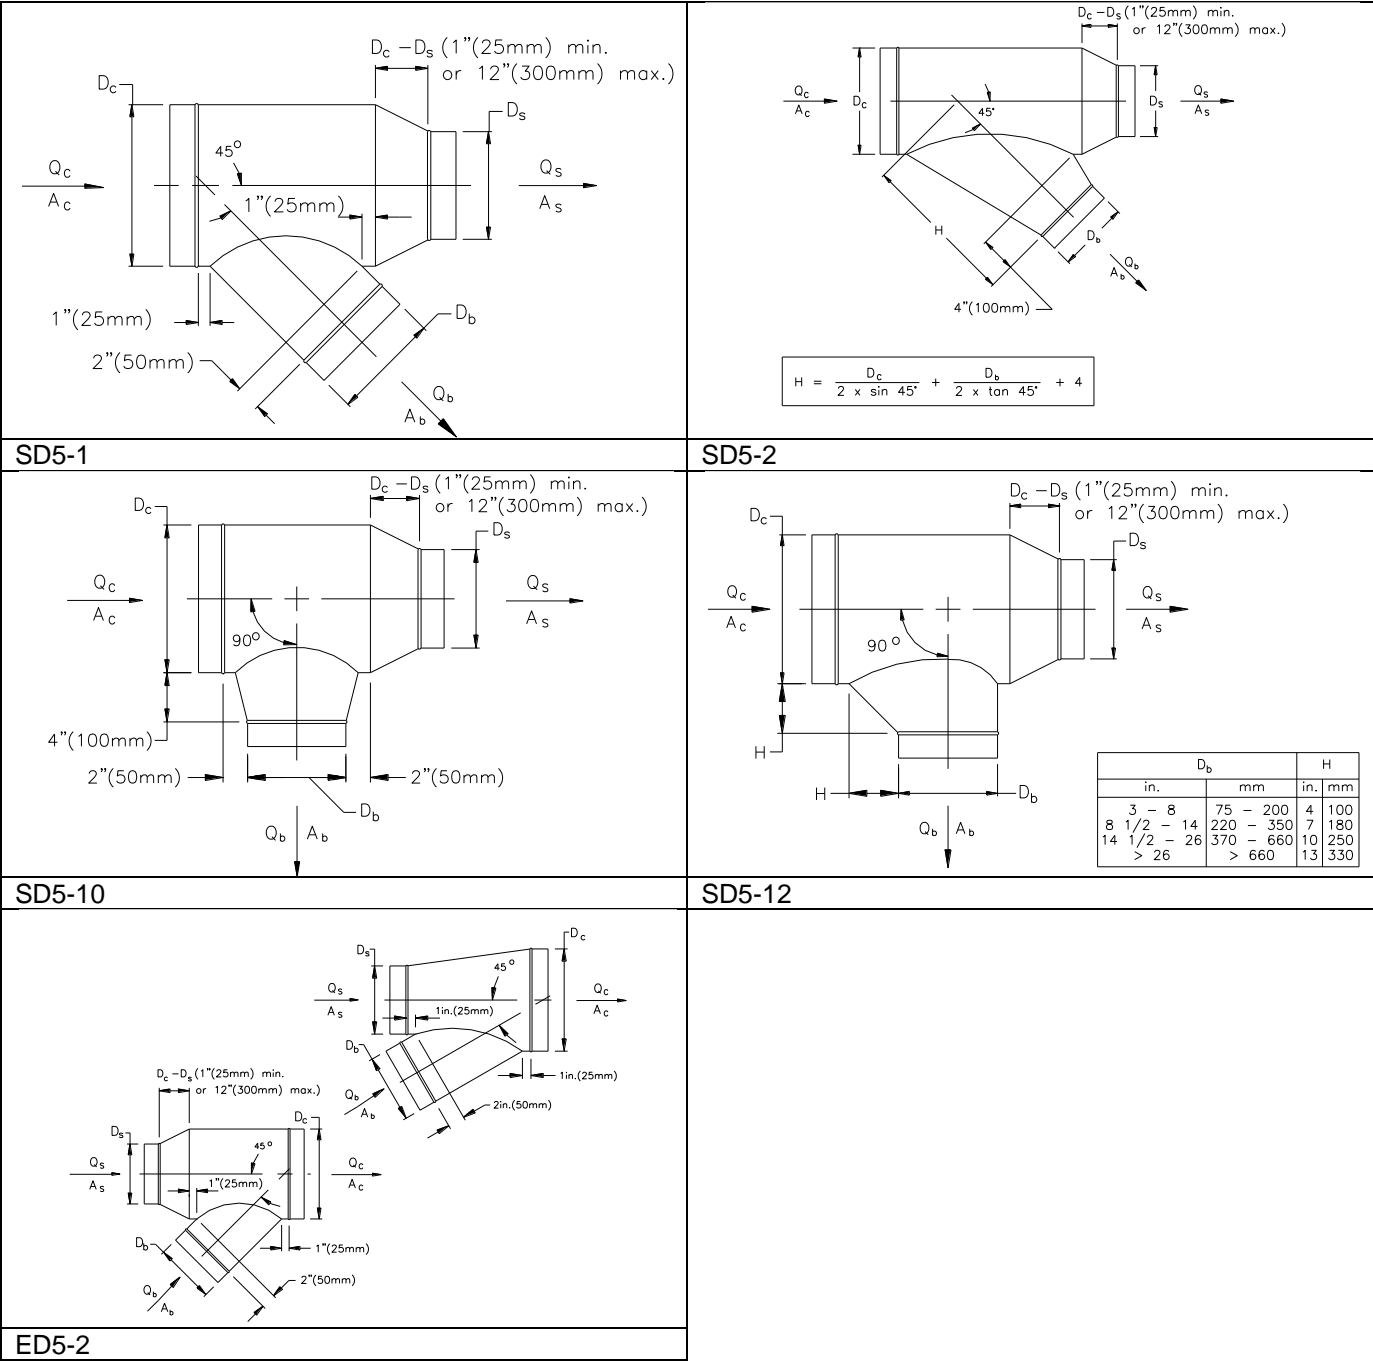 Dc –Ds (1”(25mm) min.
or 12”(300mm) max.)
Dc
Ds
45°
Qc
Ac
1”(25mm)
Qs
As
1”(25mm)
2”(50mm)
Db
Qb
Ab
SD5-1
Dc –Ds (1”(25mm) min.
or 12”(300mm) max.)
Qc
Ac
Dc
45°
Ds
Qs
As
H
Db
Qb
Ab
4”(100mm)
H = Dc / 2 x sin 45° + Db / 2 x tan 45° + 4
SD5-2
Dc –Ds (1”(25mm) min.
or 12”(300mm) max.)
Dc
Ds
Qc
Ac
Qs
As
90°
4”(100mm)
2”(50mm)
2”(50mm)
Db
Qb Ab
SD5-10
Dc –Ds (1”(25mm) min.
or 12”(300mm) max.)
Dc
Ds
Qc
Ac
Qs
As
90°
H
H
Db
Qb Ab
Db H
in. mm in. mm
3 – 8 75 – 200 4 100
8 1/2 – 14 220 – 350 7 180
14 1/2 – 26 370 – 660 10 250
> 26 > 660 13 330
SD5-12
Dc
Ds
45°
Qs
As
1in.(25mm)
Qc
Ac
Db
1in.(25mm)
Qb
Ab
2in.(50mm)
Dc –Ds (1”(25mm) min.
or 12”(300mm) max.)
Dc
Ds
45°
Qs
As
1”(25mm)
Qc
Ac
Db
1”(25mm)
Qb
Ab
2”(50mm)
ED5-2